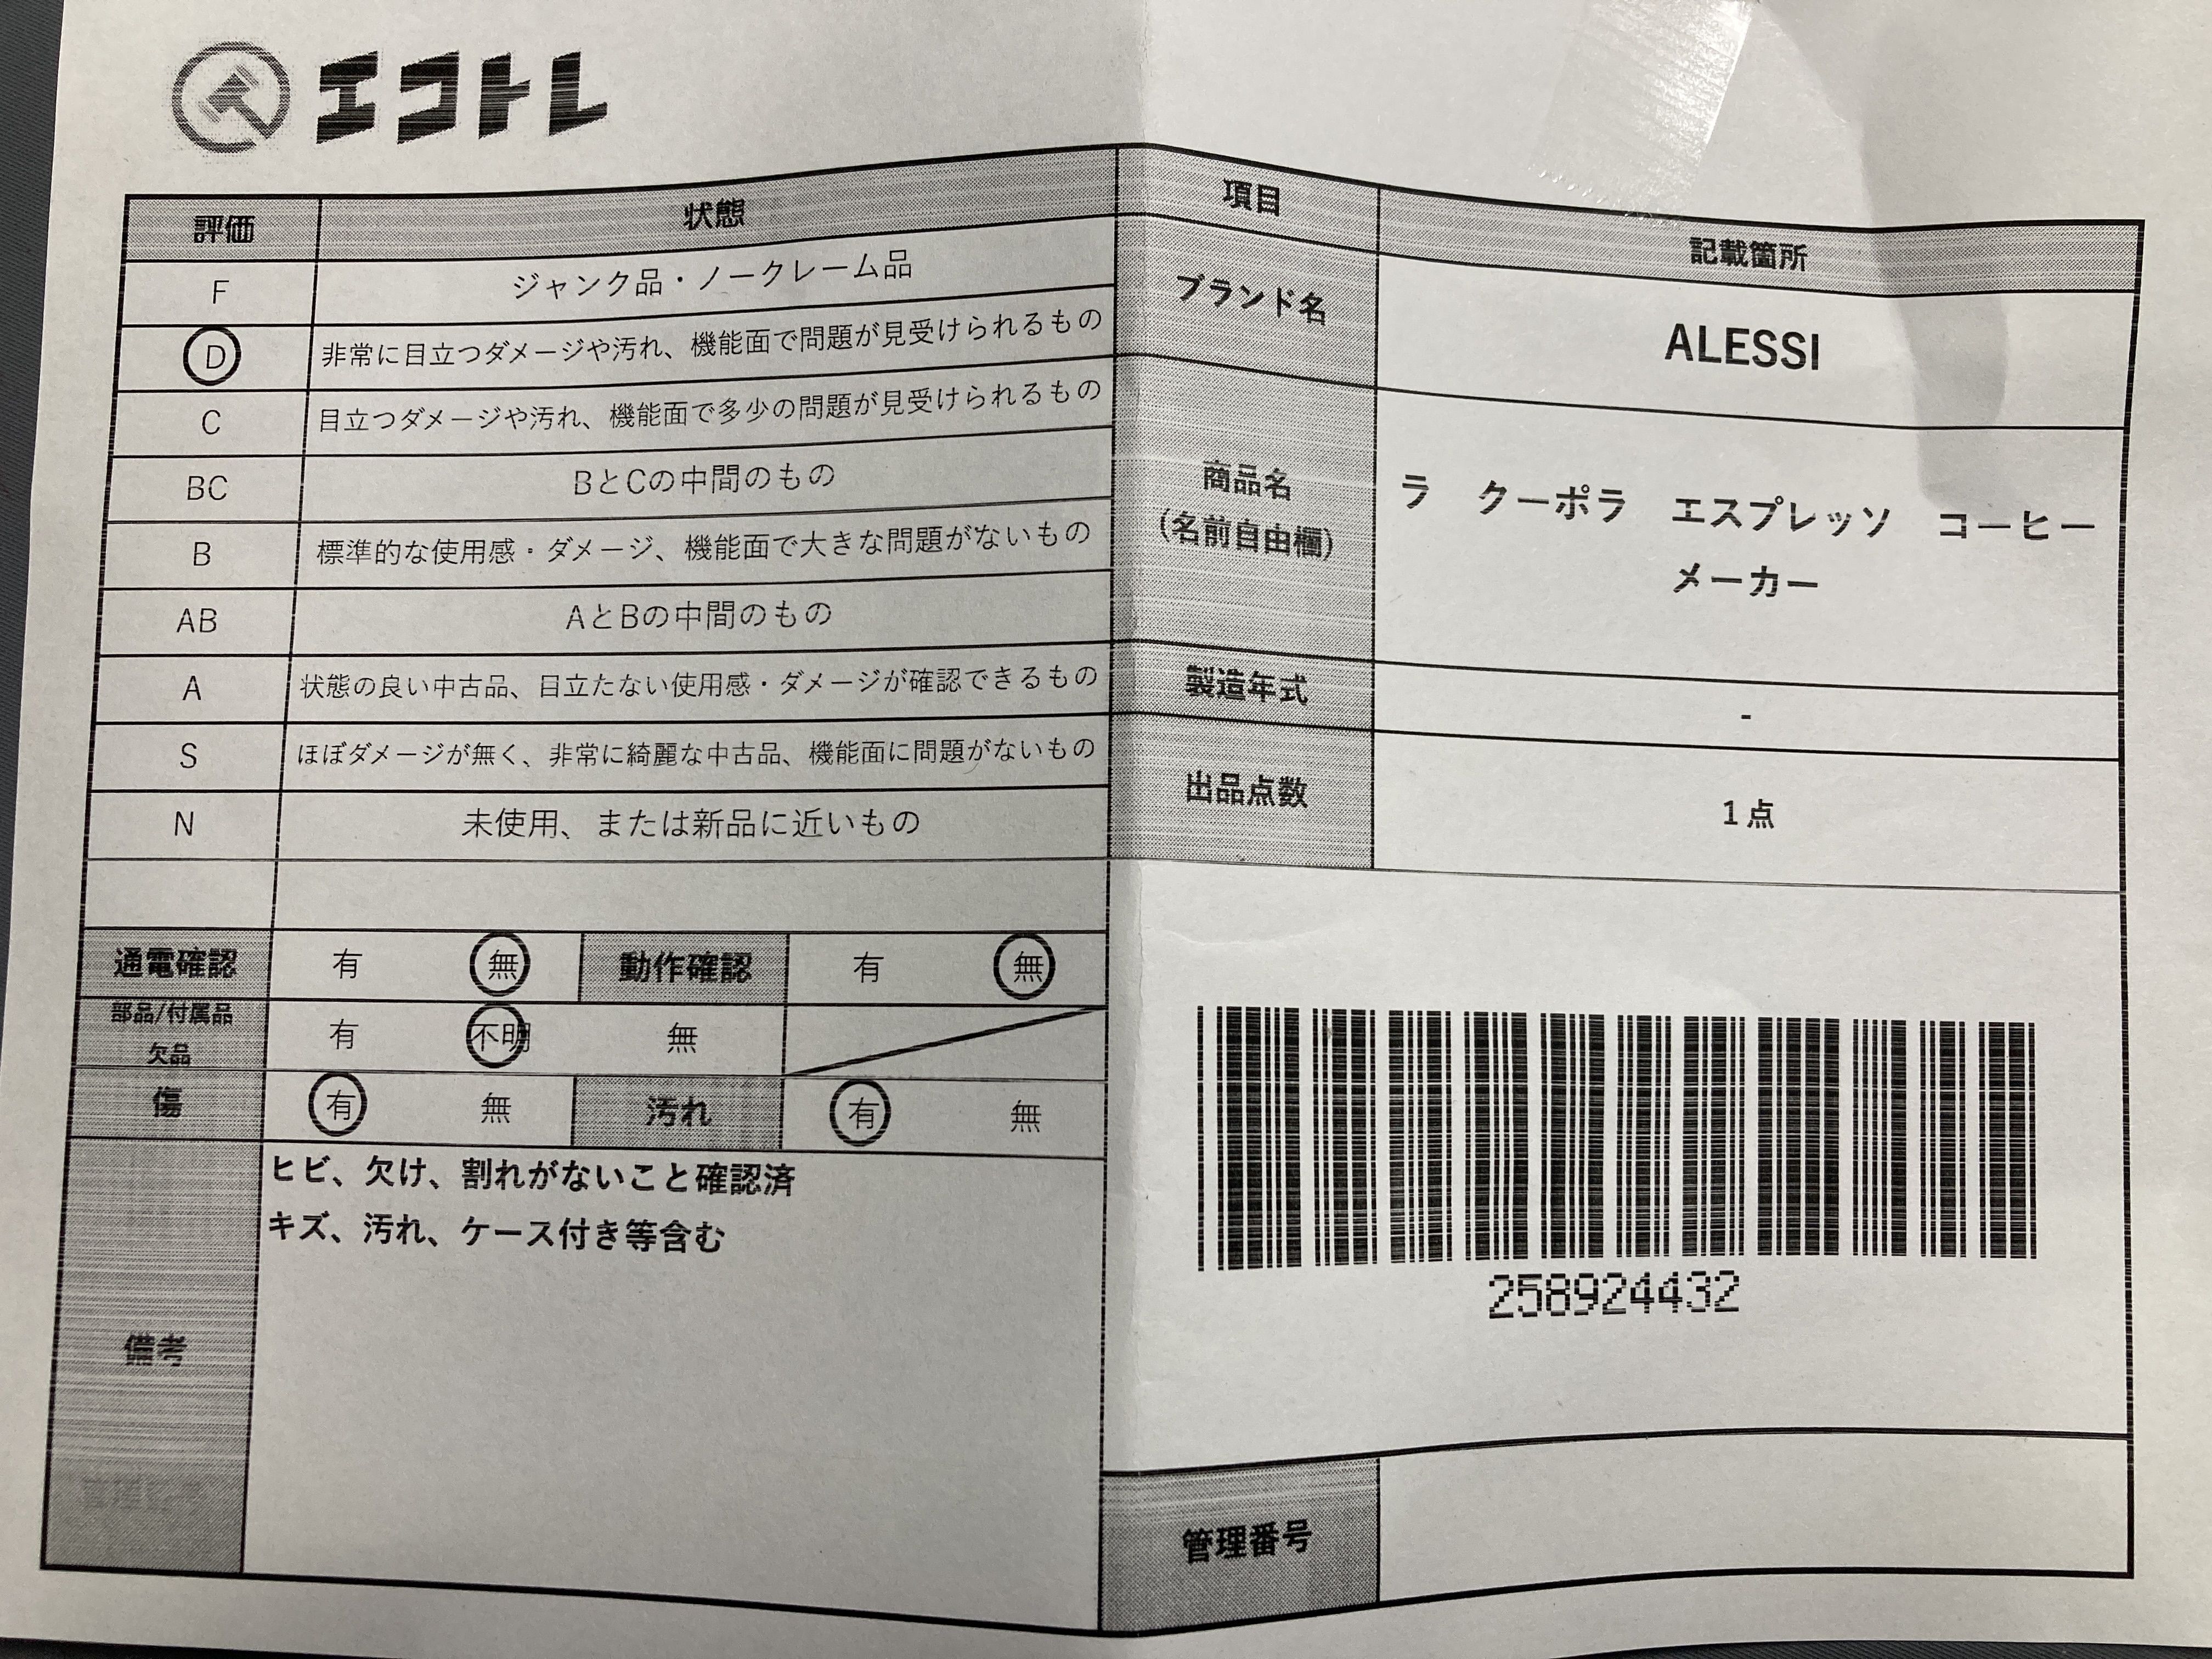 エコトレ
評価 状態
F ジャンク品・ノークレーム品
D 非常に目立つダメージや汚れ、機能面で問題が見受けられるもの
C 目立つダメージや汚れ、機能面で多少の問題が見受けられるもの
BC BとCの中間のもの
B 標準的な使用感・ダメージ、機能面で大きな問題がないもの
AB AとBの中間のもの
A 状態の良い中古品、目立たない使用感・ダメージが確認できるもの
S ほぼダメージが無く、非常に綺麗な中古品、機能面に問題がないもの
N 未使用、または新品に近いもの
通電確認 有 無 動作確認 有 無
部品/付属品
欠品
有 不明 無
傷 有 無 汚れ 有 無
備考
ヒビ、欠け、割れがないこと確認済
キズ、汚れ、ケース付き等含む
項目 記載箇所
ブランド名 ALESSI
商品名
(名前自由欄)
ラ クーポラ エスプレッソ コーヒー
メーカー
製造年式 -
出品点数 1点
258924432
管理番号